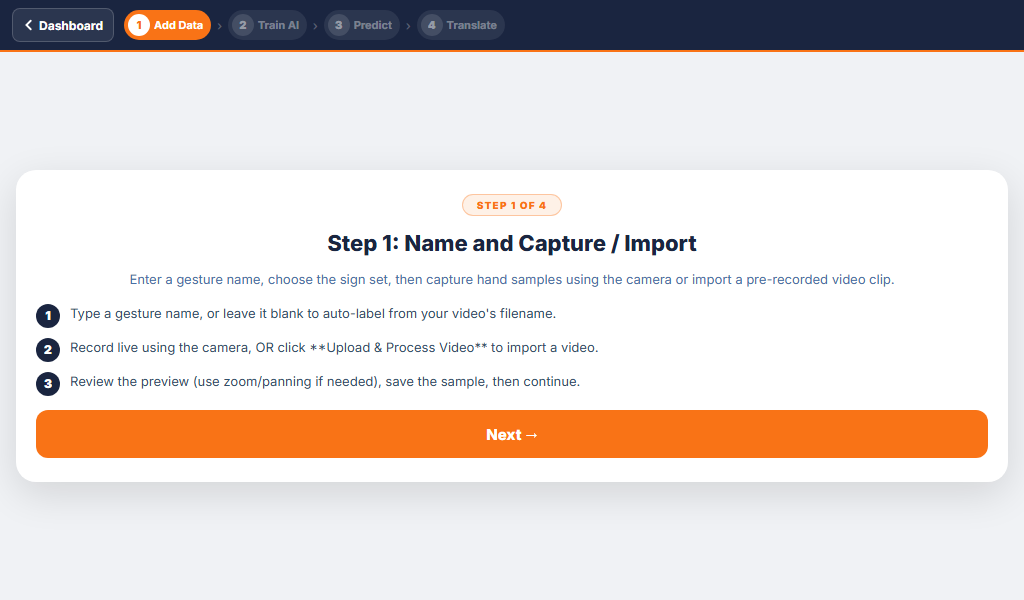 Dashboard
1 Add Data › 2 Train AI › 3 Predict › 4 Translate
STEP 1 OF 4
Step 1: Name and Capture / Import
Enter a gesture name, choose the sign set, then capture hand samples using the camera or import a pre-recorded video clip.
1 Type a gesture name, or leave it blank to auto-label from your video's filename.
2 Record live using the camera, OR click **Upload & Process Video** to import a video.
3 Review the preview (use zoom/panning if needed), save the sample, then continue.
Next →